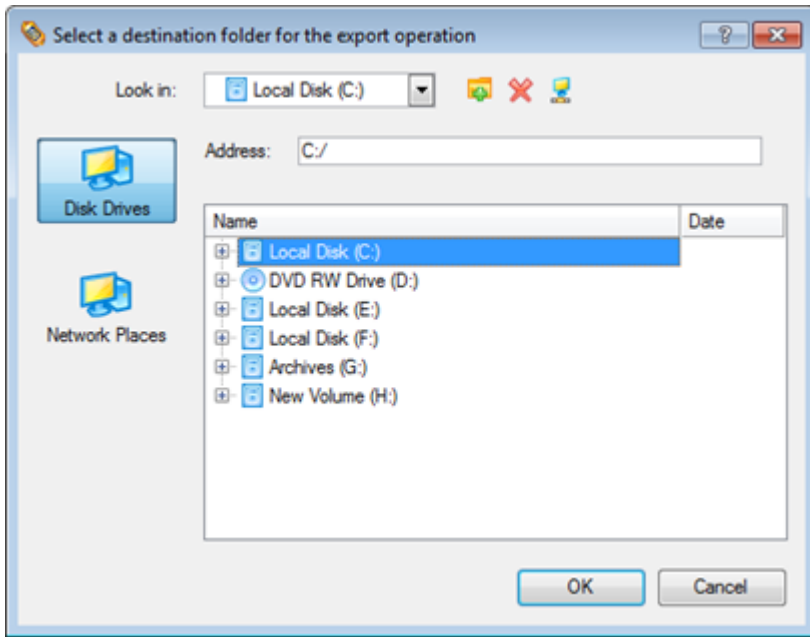 Select a destination folder for the export operation
Look in: Local Disk (C:)
Address: C:/
Disk Drives
Network Places
Name Date
Local Disk (C:)
DVD RW Drive (D:)
Local Disk (E:)
Local Disk (F:)
Archives (G:)
New Volume (H:)
OK Cancel